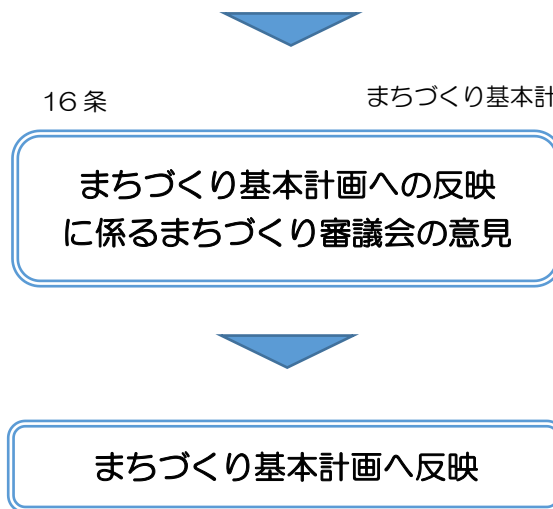 16条 まちづくり基本計
まちづくり基本計画への反映
に係るまちづくり審議会の意見
まちづくり基本計画へ反映